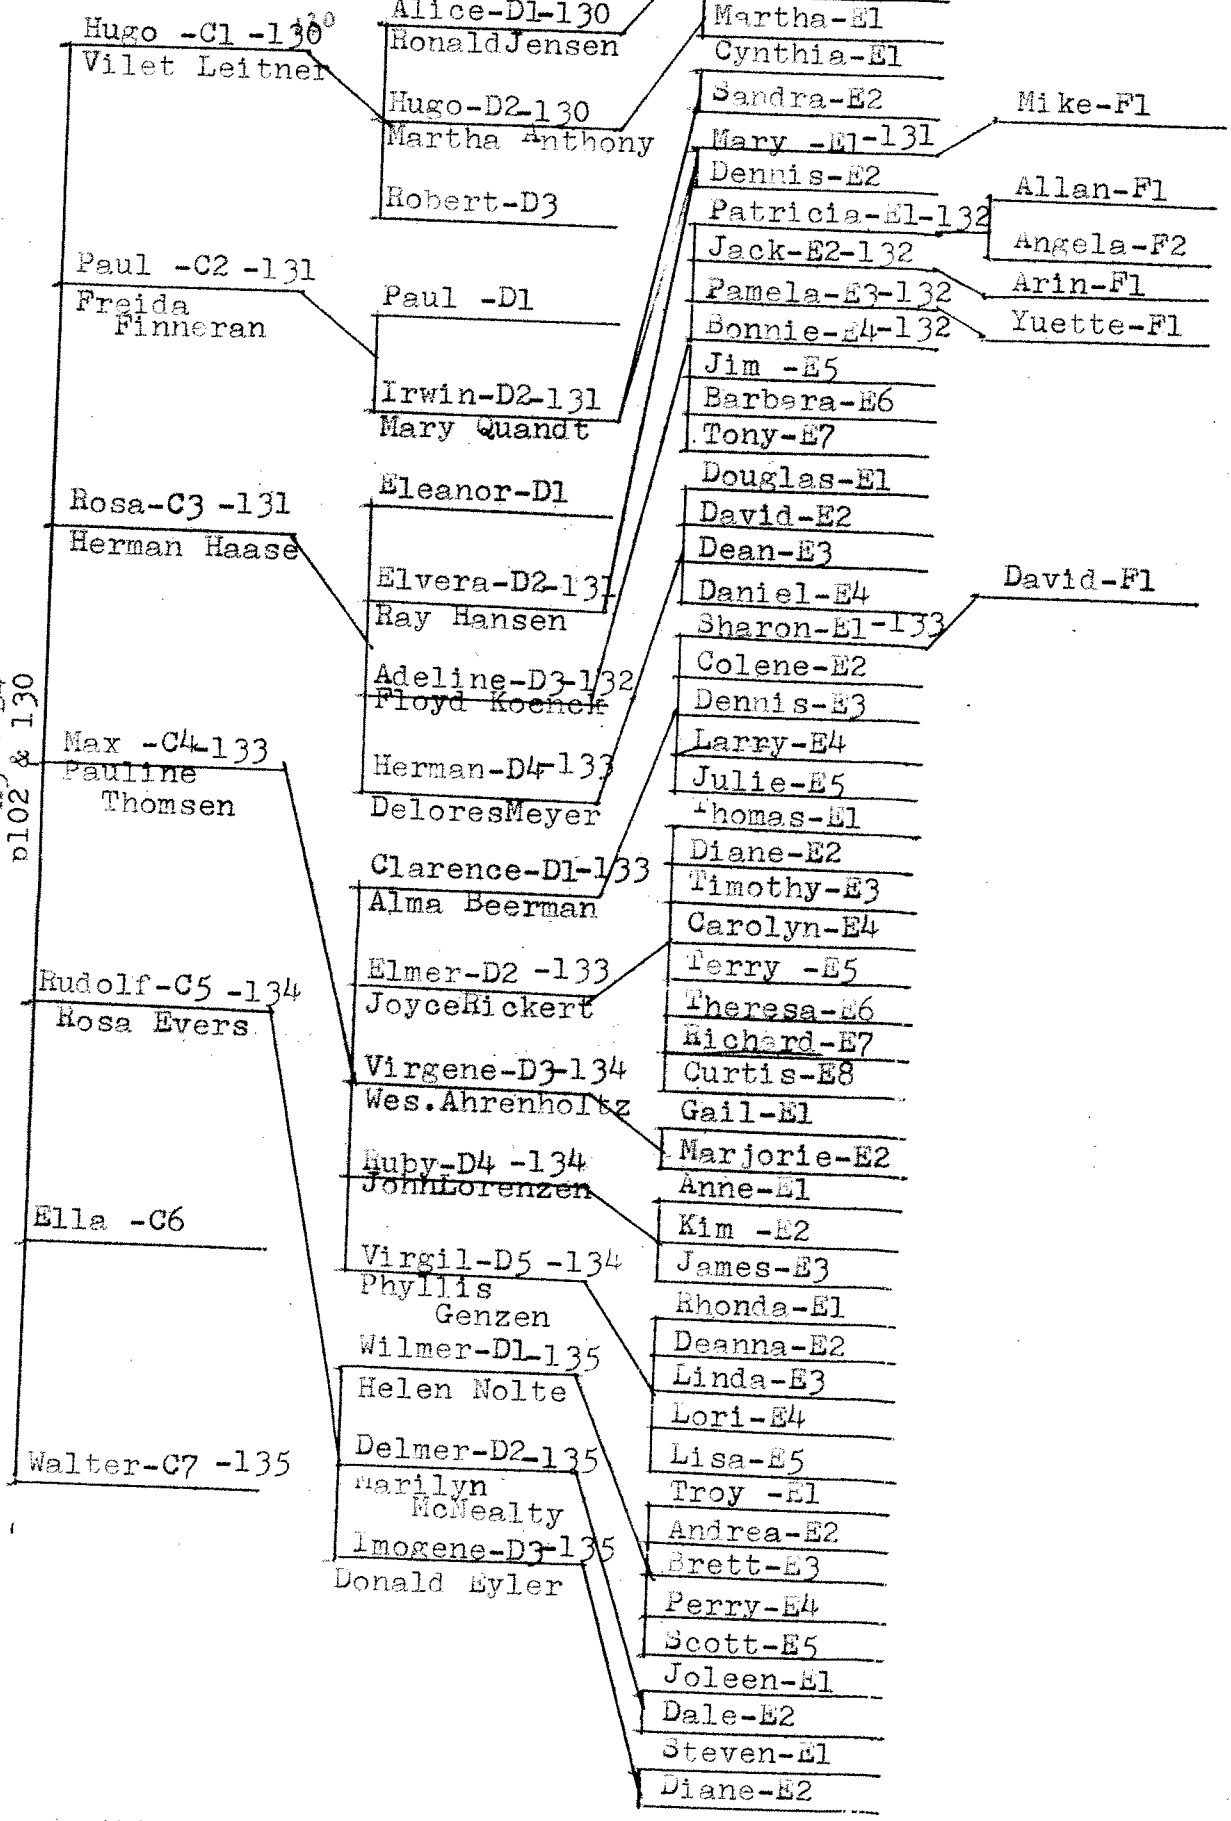 Hugo -C1 -130
Vilet Leitner
Paul -C2 -131
Freida
Finneran
Rosa-C3 -131
Herman Haase
p102 & 130
Max -C4-133
Pauline
Thomsen
Rudolf-C5 -134
Rosa Evers
Ella -C6
Walter-C7 -135
Alice-D1-130
RonaldJensen
Hugo-D2-130
Martha Anthony
Robert-D3
Paul -D1
Irwin-D2-131
Mary Quandt
Eleanor-D1
Elvera-D2-131
Ray Hansen
Adeline-D3-132
Floyd Koenck
Herman-D4-133
DeloresMeyer
Clarence-D1-133
Alma Beerman
Elmer-D2 -133
JoyceRickert
Virgene-D3-134
Wes.Ahrenholtz
Ruby-D4 -134
JohnLorenzen
Virgil-D5 -134
Phyllis
Genzen
Wilmer-D1-135
Helen Nolte
Delmer-D2-135
Marilyn
McNealty
Imogene-D3-135
Donald Eyler
Martha-E1
Cynthia-E1
Sandra-E2
Mary -E1-131
Dennis-E2
Patricia-E1-132
Jack-E2-132
Pamela-E3-132
Bonnie-E4-132
Jim -E5
Barbara-E6
Tony-E7
Douglas-E1
David-E2
Dean-E3
Daniel-E4
Sharon-E1-133
Colene-E2
Dennis-E3
Larry-E4
Julie-E5
Thomas-E1
Diane-E2
Timothy-E3
Carolyn-E4
Terry -E5
Theresa-E6
Richard-E7
Curtis-E8
Gail-E1
Marjorie-E2
Anne-E1
Kim -E2
James-E3
Rhonda-E1
Deanna-E2
Linda-E3
Lori-E4
Lisa-E5
Troy -E1
Andrea-E2
Brett-E3
Perry-E4
Scott-E5
Joleen-E1
Dale-E2
Steven-E1
Diane-E2
Mike-F1
Allan-F1
Angela-F2
Arin-F1
Yuette-F1
David-F1